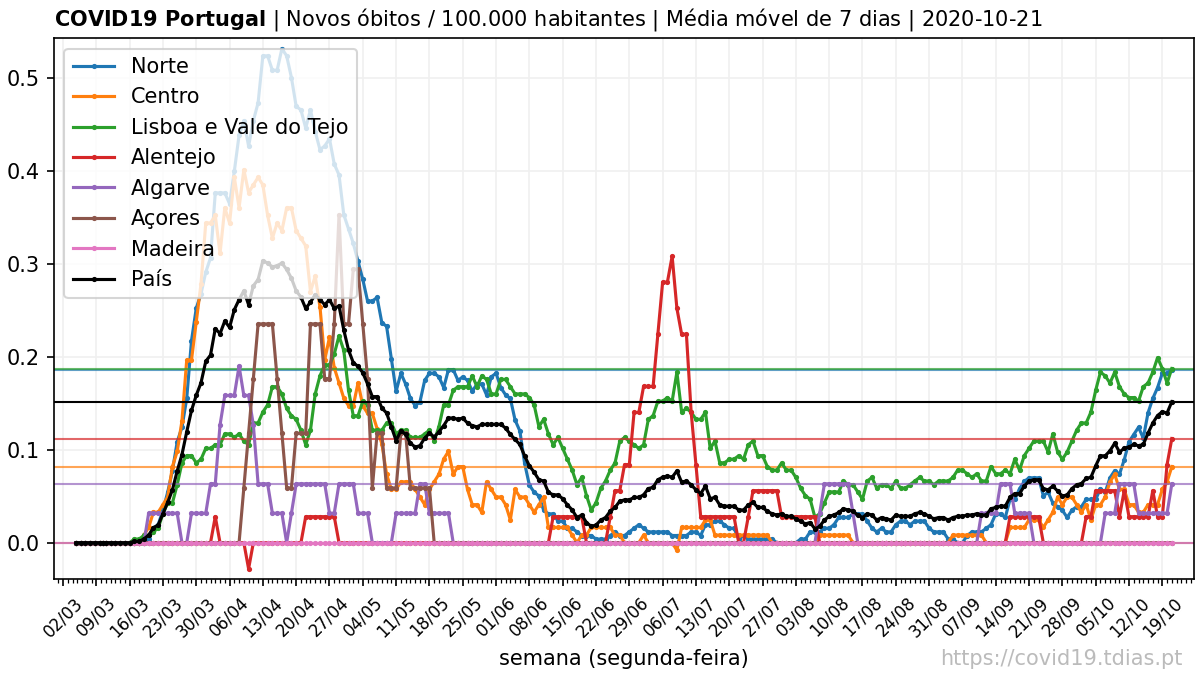 COVID19 Portugal | Novos óbitos / 100.000 habitantes | Média móvel de 7 dias | 2020-10-21
0.5
0.4
0.3
0.2
0.1
0.0
Norte
Centro
Lisboa e Vale do Tejo
Alentejo
Algarve
Açores
Madeira
País
02/03 09/03 16/03 23/03 30/03 06/04 13/04 20/04 27/04 04/05 11/05 18/05 25/05 01/06 08/06 15/06 22/06 29/06 06/07 13/07 20/07 27/07 03/08 10/08 17/08 24/08 31/08 07/09 14/09 21/09 28/09 05/10 12/10 19/10
semana (segunda-feira)
https://covid19.tdias.pt